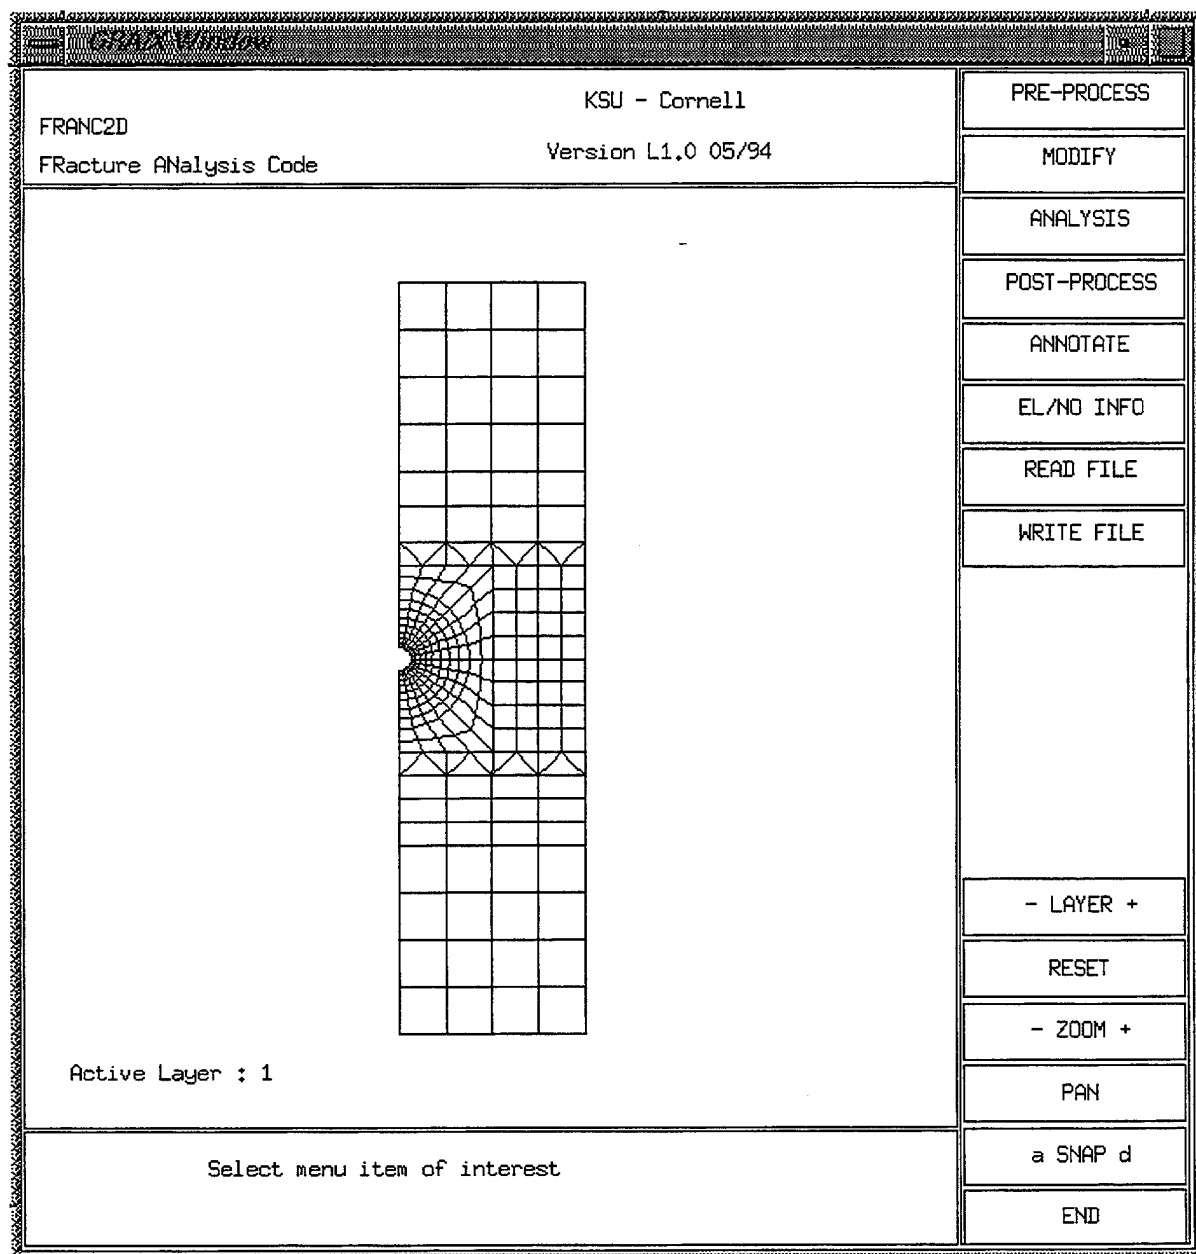 GRAFIX Window
KSU - Cornell
FRANC2D
Version L1.0 05/94
FRacture ANalysis Code
PRE-PROCESS
MODIFY
ANALYSIS
POST-PROCESS
ANNOTATE
EL/NO INFO
READ FILE
WRITE FILE
- LAYER +
RESET
- ZOOM +
PAN
a SNAP d
END
Active Layer : 1
Select menu item of interest